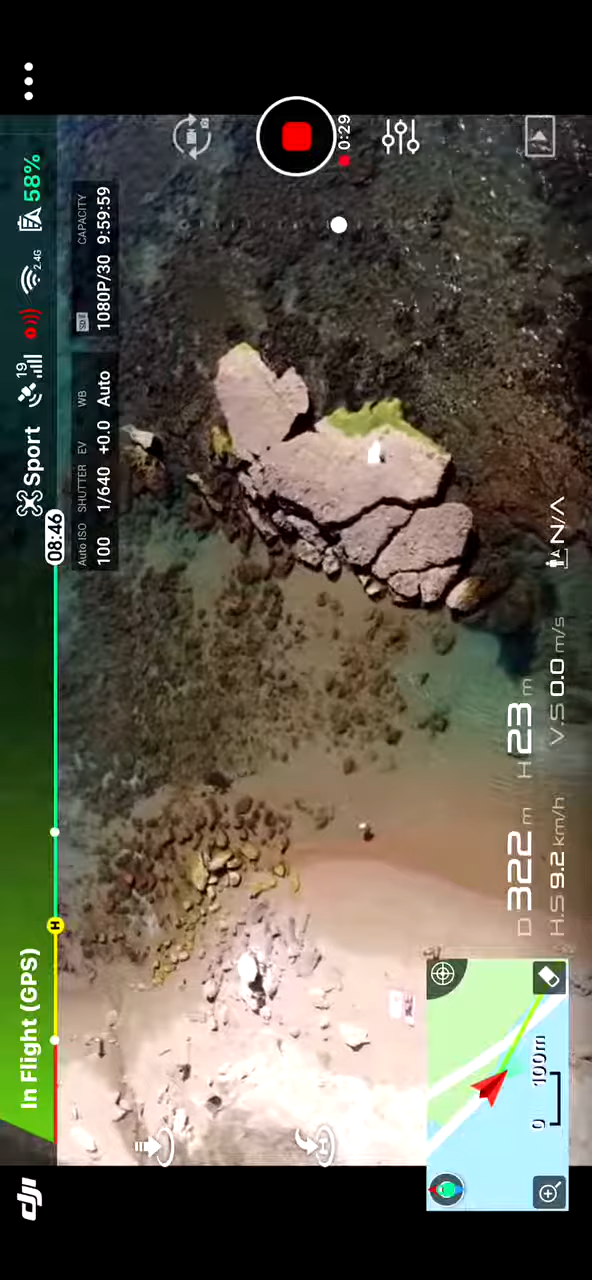 dji
In Flight (GPS)
08:46
Sport
19
2.4G
58%
Auto ISO SHUTTER EV WB
100 1/640 +0.0 Auto
SD CAPACITY
1080P/30 9:59:59
0:29
H
H
D 322 m H 23 m
H.S 9.2 km/h V.S 0.0 m/s
N/A
0 100m